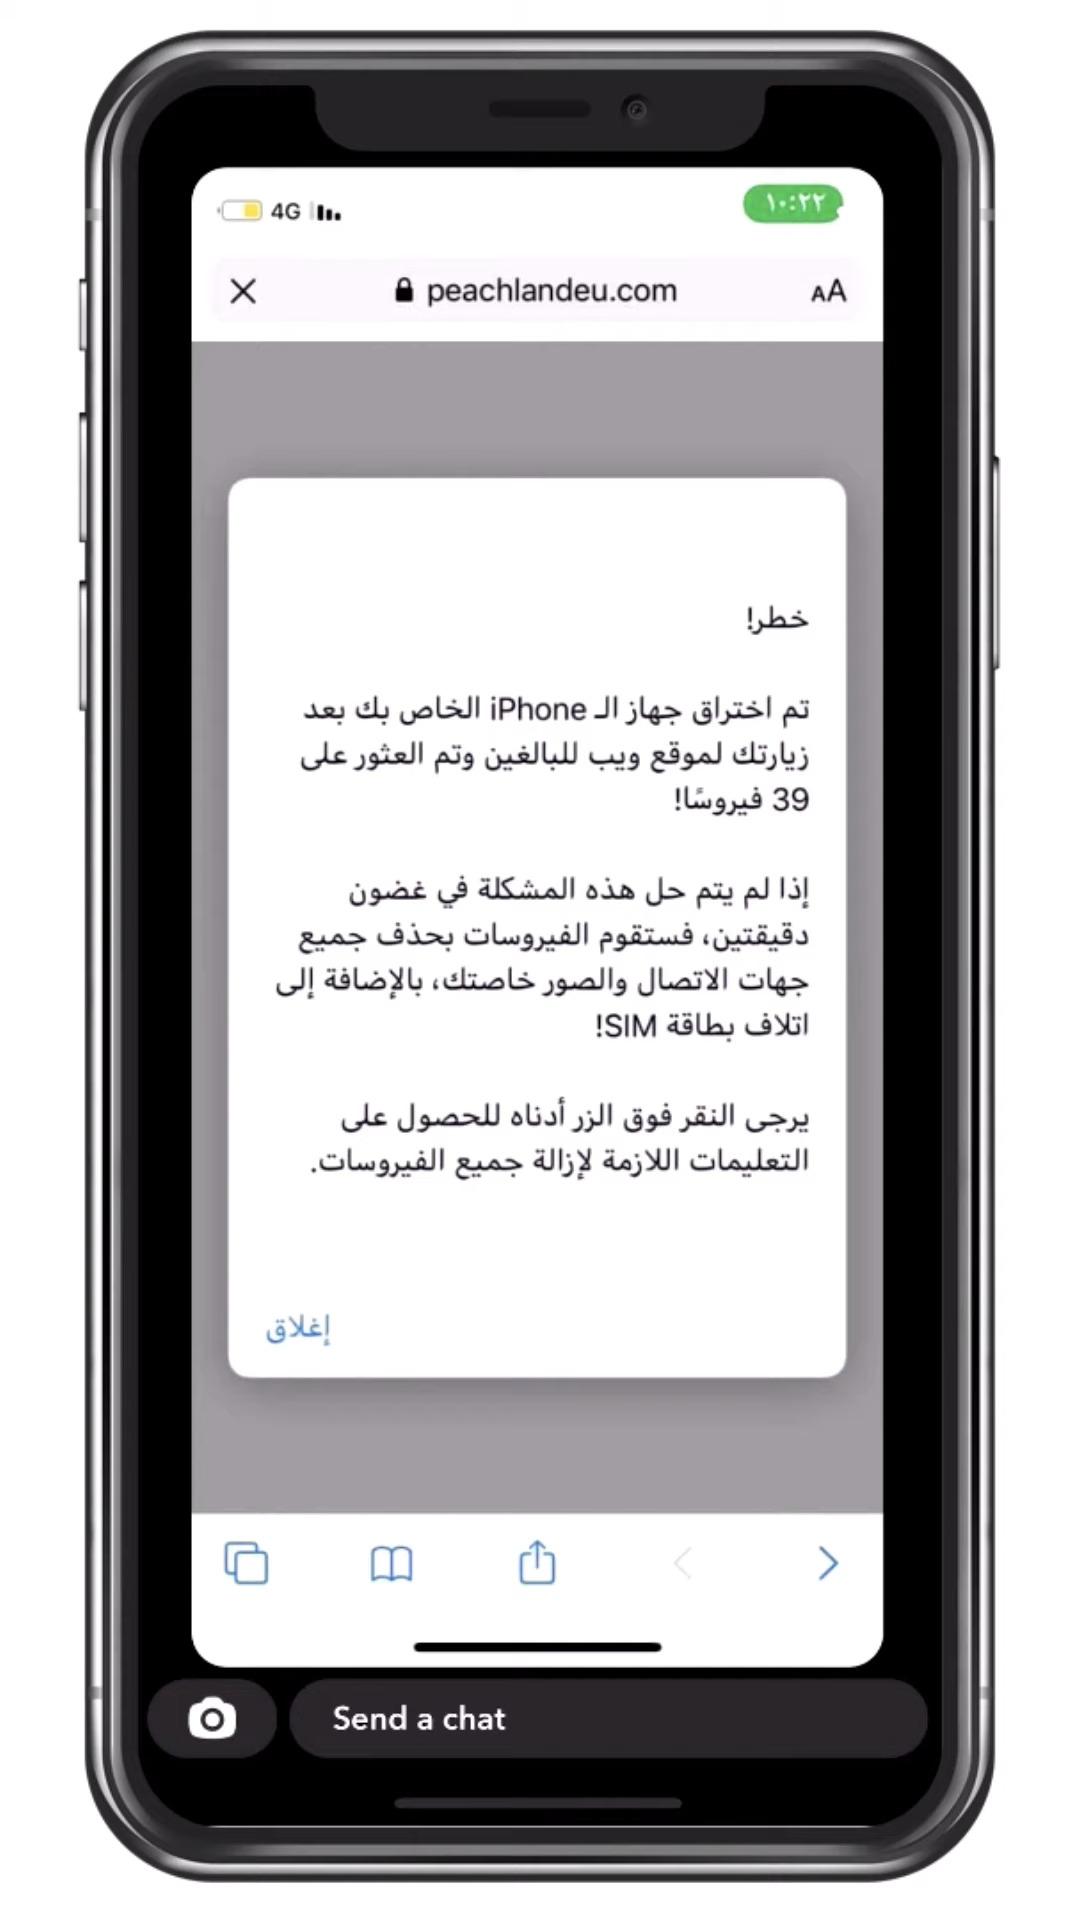 4G
١٠:٢٢
peachlandeu.com
AA
خطر!
تم اختراق جهاز الـ iPhone الخاص بك بعد
زيارتك لموقع ويب للبالغين وتم العثور على
39 فيروسًا!
إذا لم يتم حل هذه المشكلة في غضون
دقيقتين، فستقوم الفيروسات بحذف جميع
جهات الاتصال والصور خاصتك، بالإضافة إلى
اتلاف بطاقة SIM!
يرجى النقر فوق الزر أدناه للحصول على
التعليمات اللازمة لإزالة جميع الفيروسات.
إغلاق
Send a chat